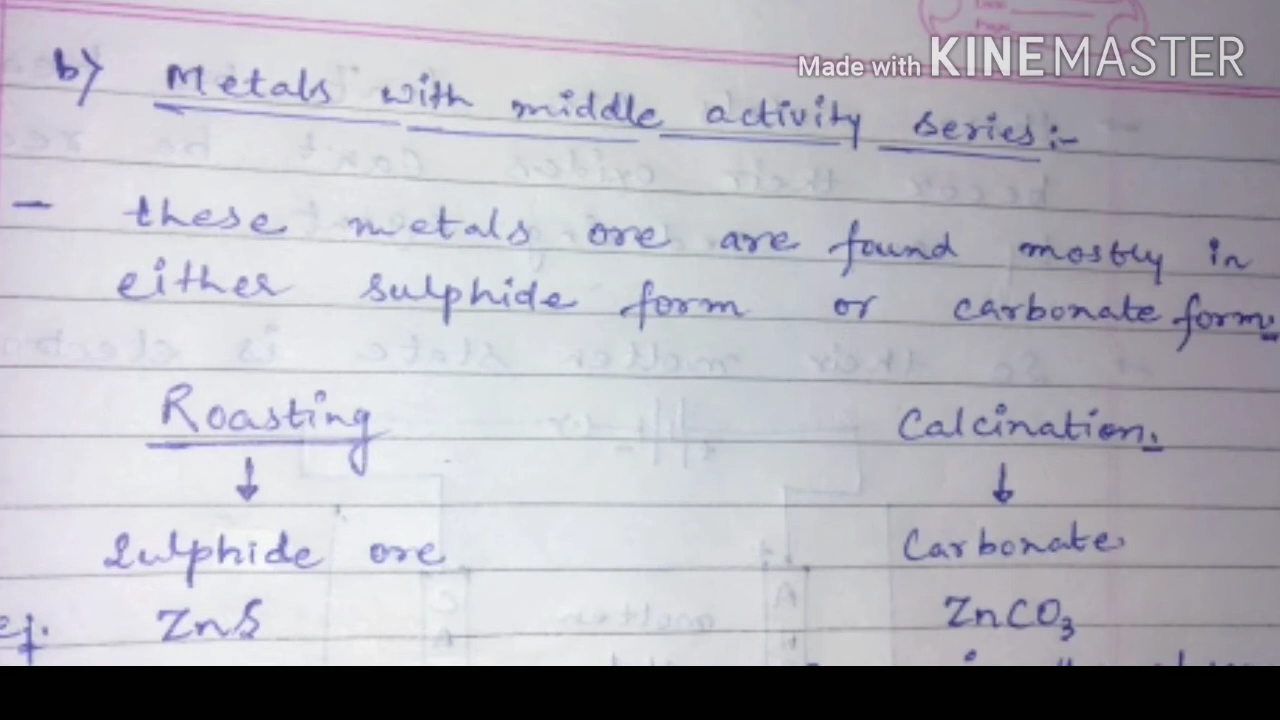 Made with KINEMASTER
b) Metals with middle activity series:-
- these metals ore are found mostly in
either sulphide form or carbonate form.
Roasting Calcination.
↓ ↓
Sulphide ore Carbonate
eg. ZnS ZnCO₃